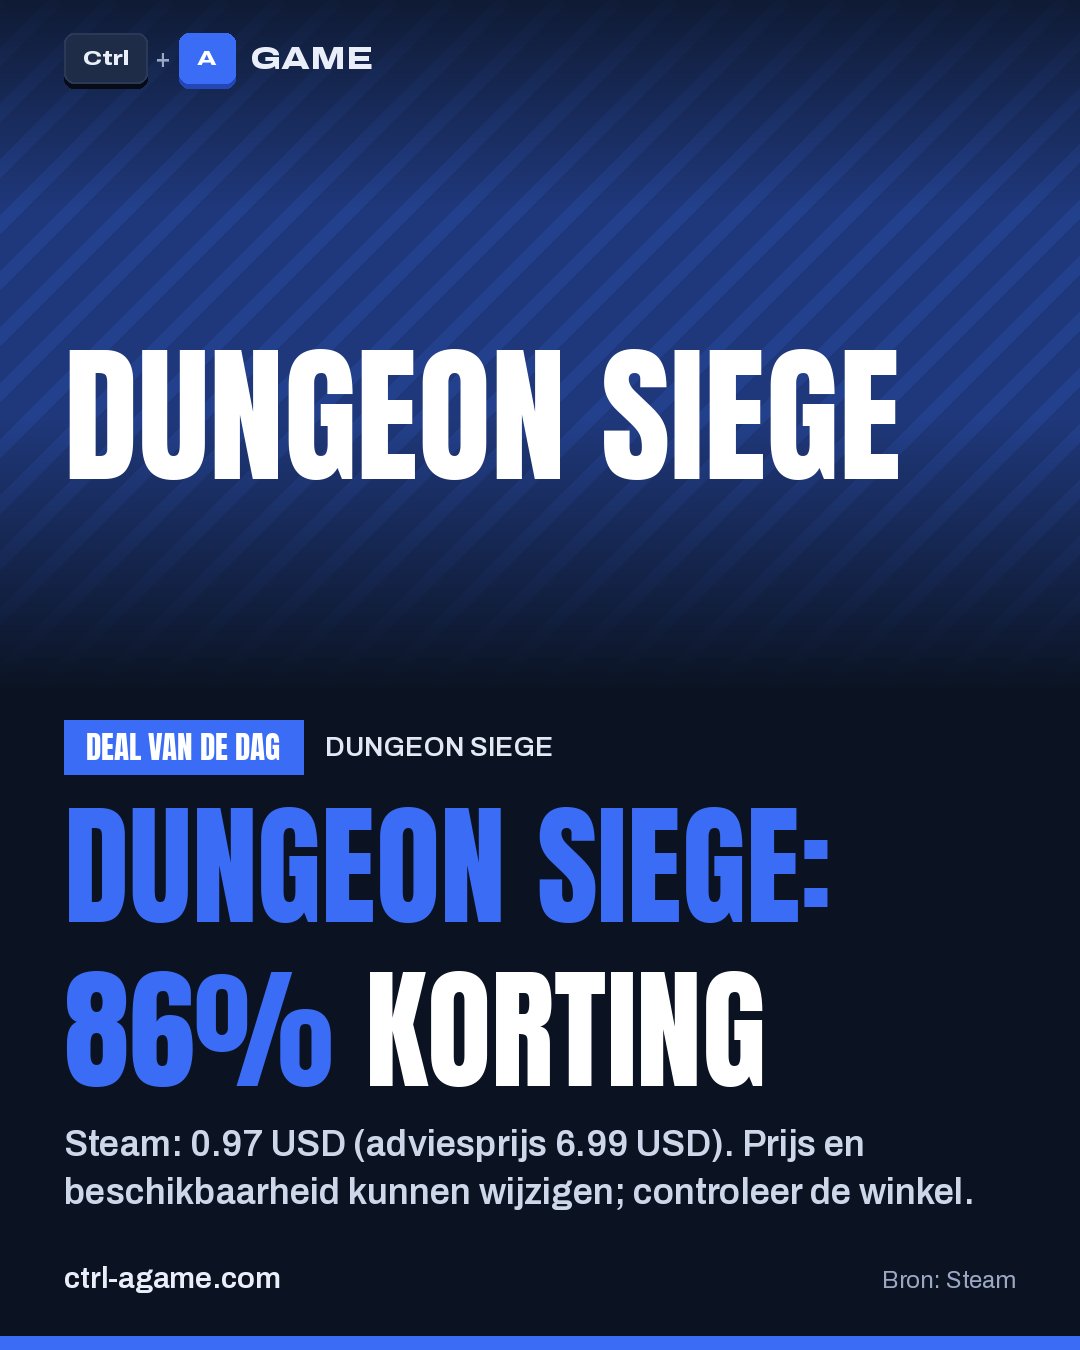 Ctrl + A GAME
DUNGEON SIEGE
DEAL VAN DE DAG DUNGEON SIEGE
DUNGEON SIEGE:
86% KORTING
Steam: 0.97 USD (adviesprijs 6.99 USD). Prijs en
beschikbaarheid kunnen wijzigen; controleer de winkel.
ctrl-agame.com Bron: Steam